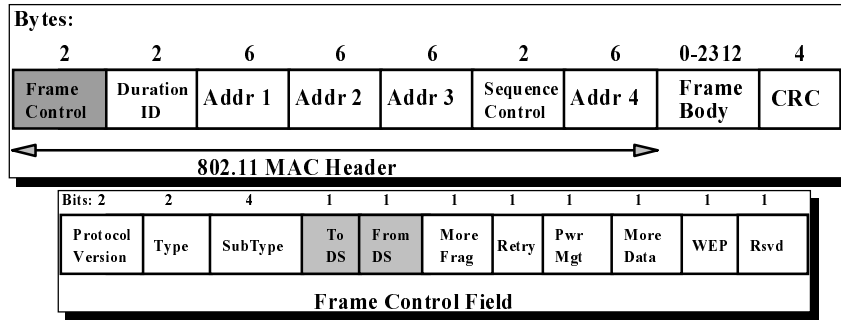 Bytes:
2 2 6 6 6 2 6 0-2312 4
Frame Control Duration ID Addr 1 Addr 2 Addr 3 Sequence Control Addr 4 Frame Body CRC
802.11 MAC Header
Bits: 2 2 4 1 1 1 1 1 1 1 1
Protocol Version Type SubType To DS From DS More Frag Retry Pwr Mgt More Data WEP Rsvd
Frame Control Field